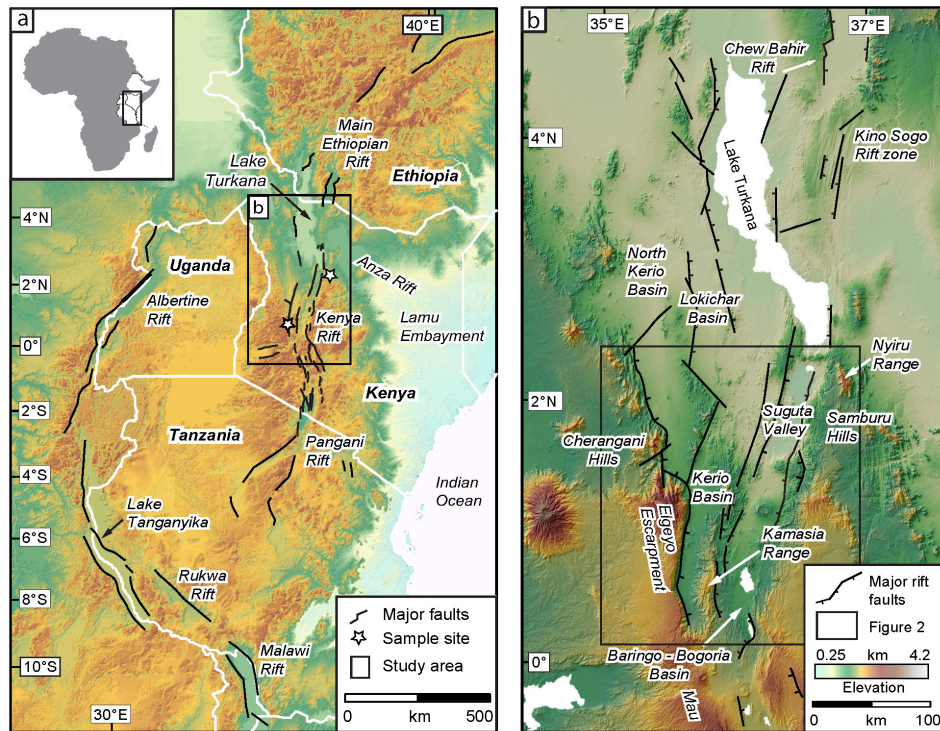 a
40°E
Main
Ethiopian
Rift
Lake
Turkana
Ethiopia
b
4°N
Uganda
Anza Rift
2°N
Albertine
Rift
Lamu
Embayment
Kenya
Rift
0°
Kenya
2°S
Tanzania
Pangani
Rift
4°S
Indian
Ocean
Lake
Tanganyika
6°S
Rukwa
Rift
8°S
Malawi
Rift
10°S
30°E
Major faults
Sample site
Study area
0
500
km
b
35°E
37°E
Chew Bahir
Rift
4°N
Kino Sogo
Rift zone
Lake Turkana
North
Kerio
Basin
Lokichar
Basin
Nyiru
Range
2°N
Suguta
Valley
Samburu
Hills
Cherangani
Hills
Kerio
Basin
Elgeyo
Escarpment
Kamasia
Range
Baringo - Bogoria
Basin
0°
Mau
Major rift
faults
Figure 2
0.25 km 4.2
Elevation
0 km 100